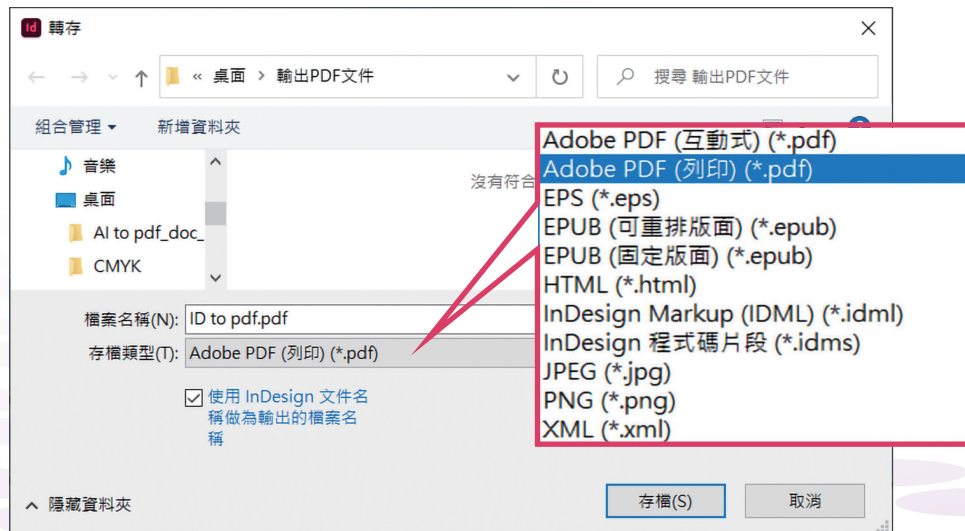 Id 轉存
« 桌面 > 輸出PDF文件
搜尋 輸出PDF文件
組合管理 新增資料夾
音樂
桌面
AI to pdf_doc_
CMYK
沒有符合
檔案名稱(N): ID to pdf.pdf
存檔類型(T): Adobe PDF (列印) (*.pdf)
使用 InDesign 文件名
稱做為輸出的檔案名
稱
Adobe PDF (互動式) (*.pdf)
Adobe PDF (列印) (*.pdf)
EPS (*.eps)
EPUB (可重排版面) (*.epub)
EPUB (固定版面) (*.epub)
HTML (*.html)
InDesign Markup (IDML) (*.idml)
InDesign 程式碼片段 (*.idms)
JPEG (*.jpg)
PNG (*.png)
XML (*.xml)
隱藏資料夾
存檔(S) 取消